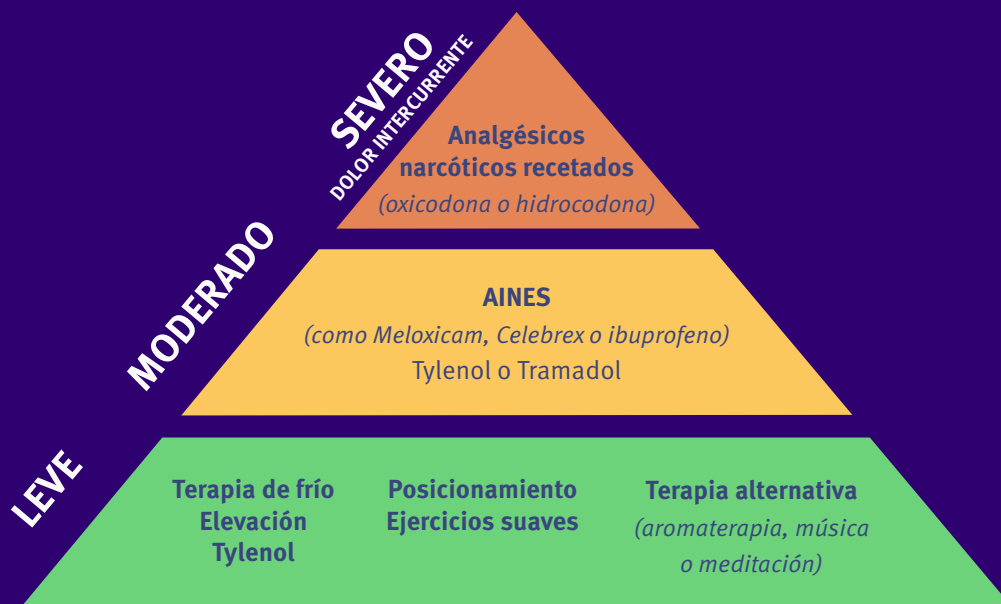 SEVERO
DOLOR INTERCURRENTE
Analgésicos
narcóticos recetados
(oxicodona o hidrocodona)
MODERADO
AINES
(como Meloxicam, Celebrex o ibuprofeno)
Tylenol o Tramadol
LEVE
Terapia de frío
Elevación
Tylenol
Posicionamiento
Ejercicios suaves
Terapia alternativa
(aromaterapia, música
o meditación)